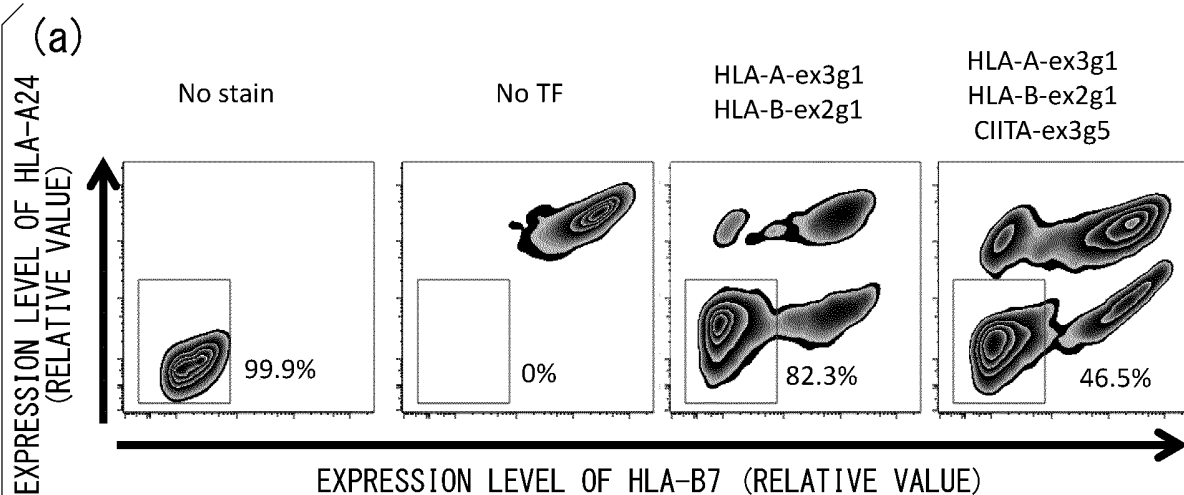 (a)
EXPRESSION LEVEL OF HLA-A24
(RELATIVE VALUE)
No stain
No TF
HLA-A-ex3g1
HLA-B-ex2g1
HLA-A-ex3g1
HLA-B-ex2g1
CIITA-ex3g5
99.9%
0%
82.3%
46.5%
EXPRESSION LEVEL OF HLA-B7 (RELATIVE VALUE)